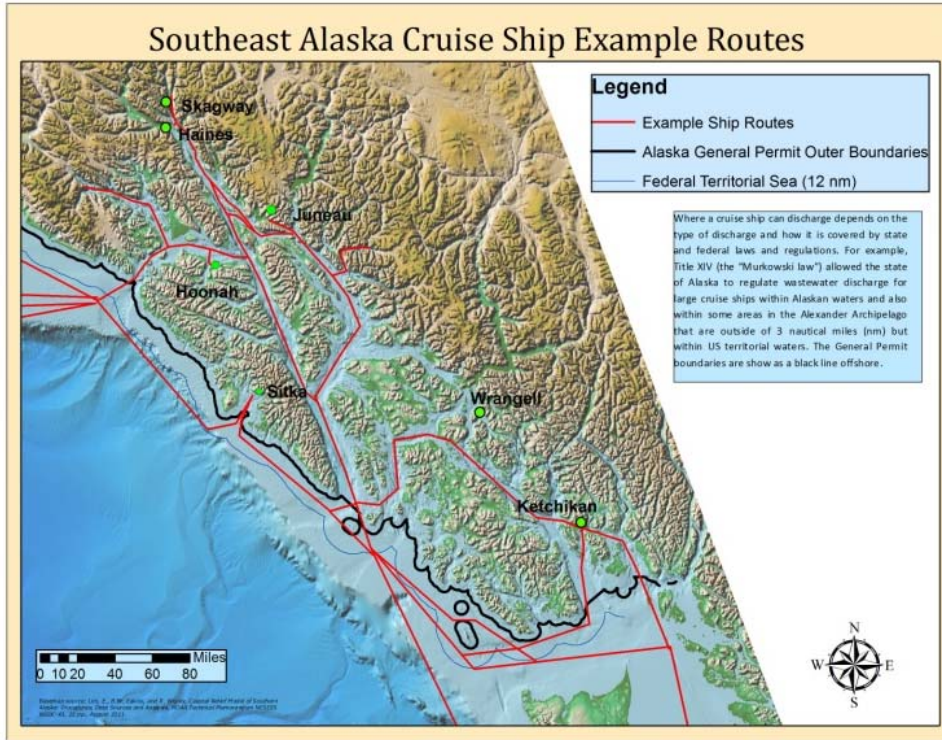 Southeast Alaska Cruise Ship Example Routes
Legend
Example Ship Routes
Alaska General Permit Outer Boundaries
Federal Territorial Sea (12 nm)
Where a cruise ship can discharge depends on the
type of discharge and how it is covered by state
and federal laws and regulations. For example,
Title XIV (the "Murkowski law") allowed the state
of Alaska to regulate wastewater discharge for
large cruise ships within Alaskan waters and also
within some areas in the Alexander Archipelago
that are outside of 3 nautical miles (nm) but
within US territorial waters. The General Permit
boundaries are show as a black line offshore.
Skagway
Haines
Juneau
Hoonah
Sitka
Wrangell
Ketchikan
Miles
0 10 20 40 60 80
N
W E
S